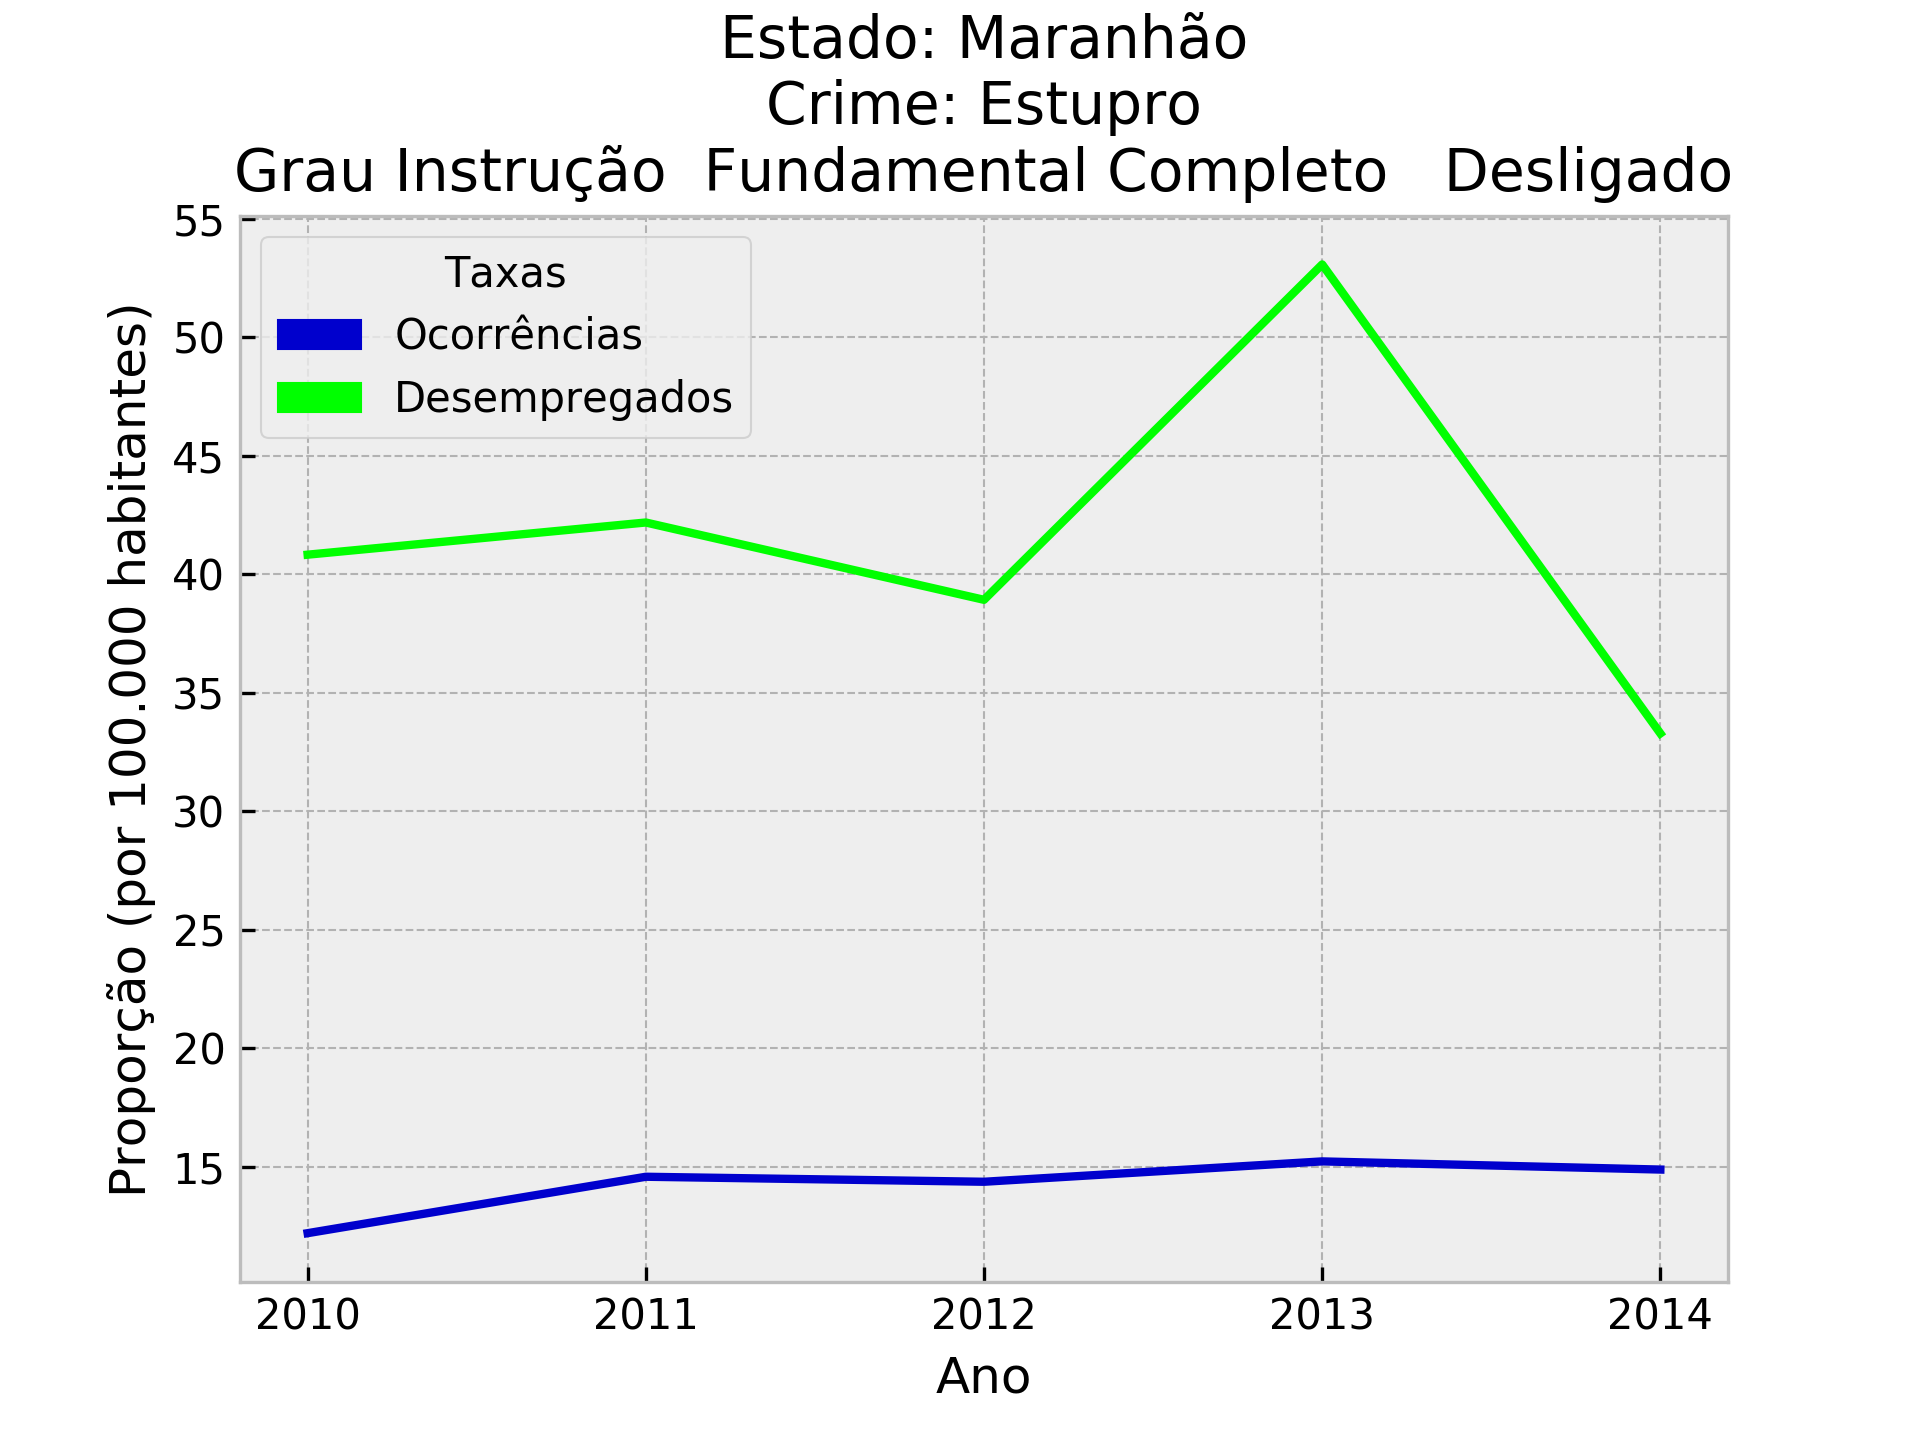 Estado: Maranhão
Crime: Estupro
Grau Instrução  Fundamental Completo   Desligado
Taxas
Ocorrências
Desempregados
Proporção (por 100.000 habitantes)
55
50
45
40
35
30
25
20
15
2010 2011 2012 2013 2014
Ano